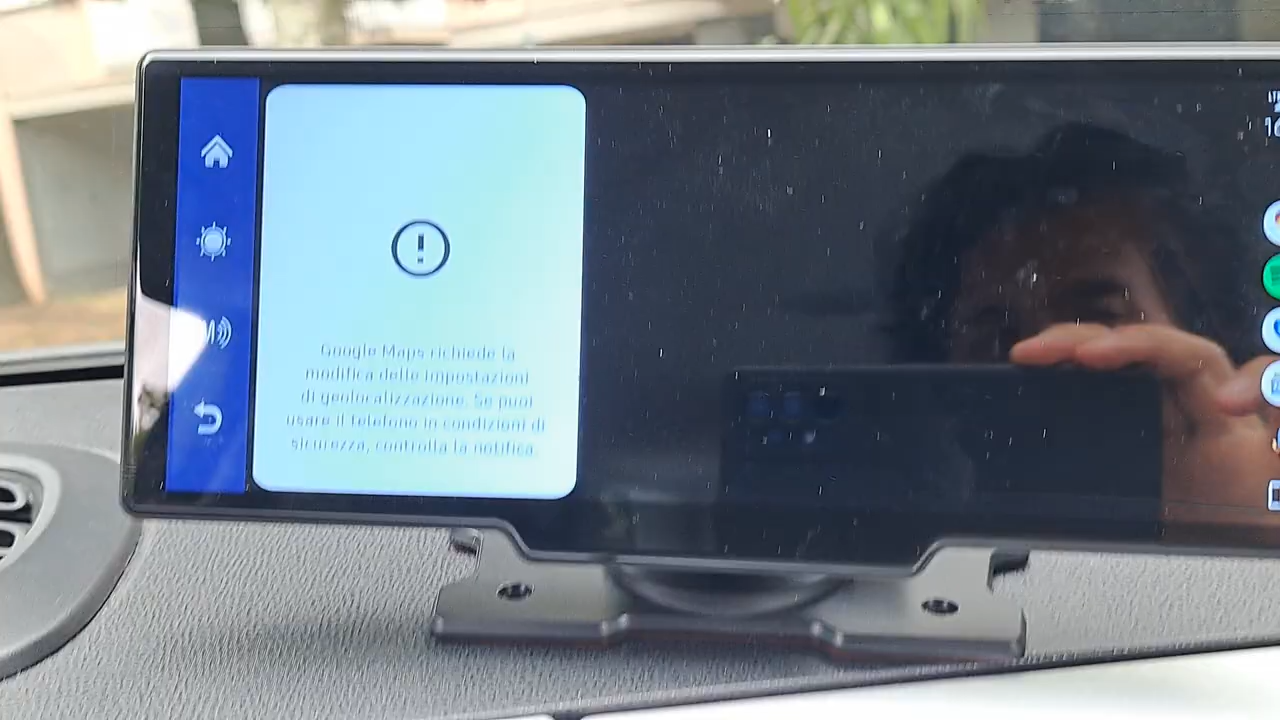 Google Maps richiede la
modifica delle impostazioni
di geolocalizzazione. Se puoi
usare il telefono in condizioni di
sicurezza, controlla la notifica.